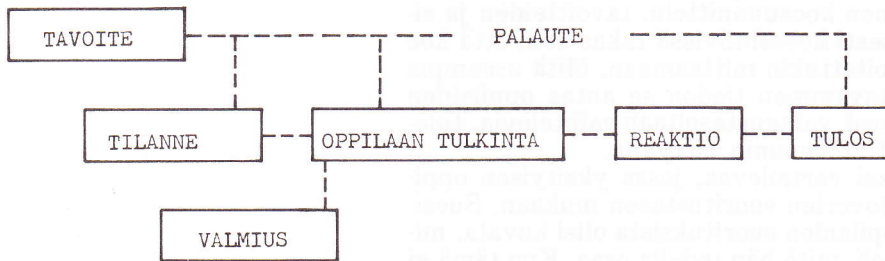 TAVOITE PALAUTE
TILANNE OPPILAAN TULKINTA REAKTIO TULOS
VALMIUS